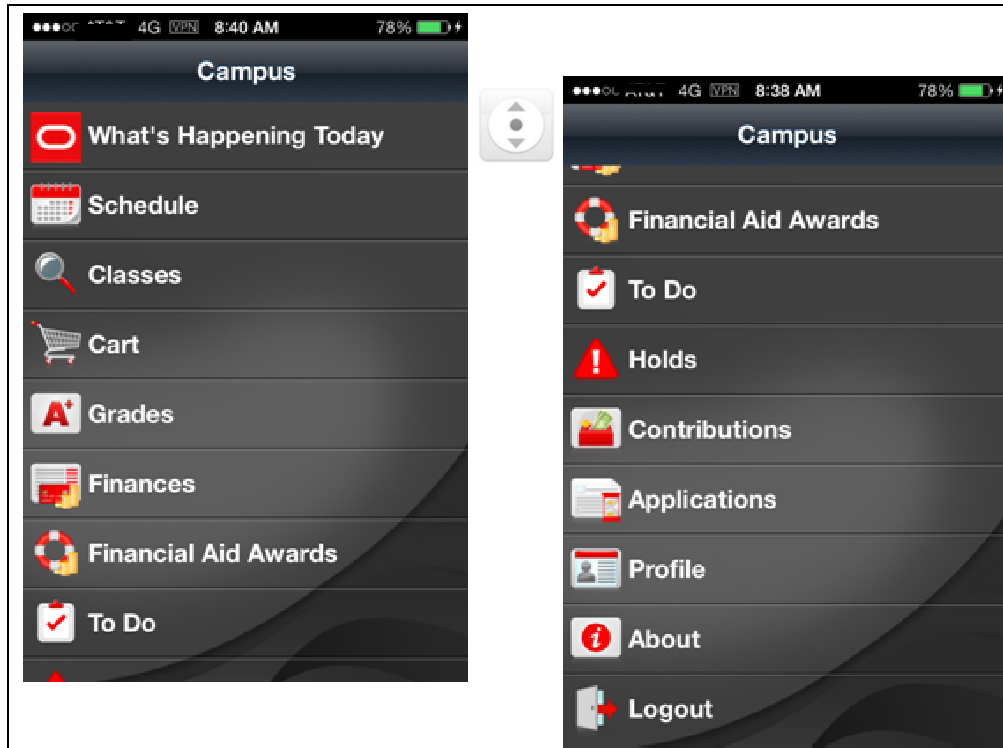 4G VPN 8:40 AM 78%
Campus
What's Happening Today
Schedule
Classes
Cart
A+ Grades
Finances
Financial Aid Awards
To Do
4G VPN 8:38 AM 78%
Campus
Financial Aid Awards
To Do
Holds
Contributions
Applications
Profile
About
Logout